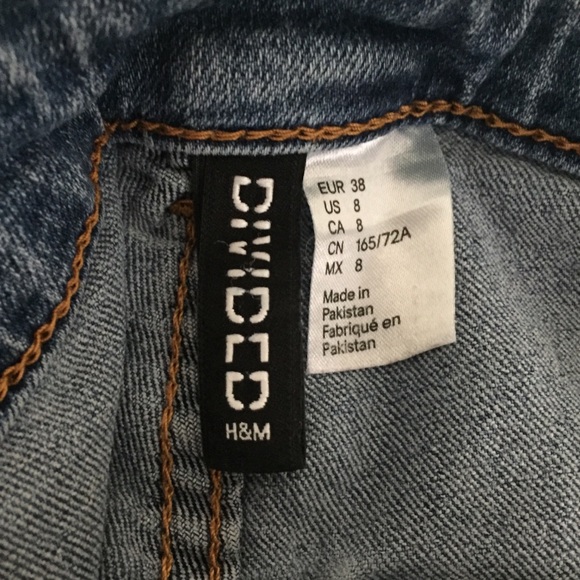 DIVIDED
H&M
EUR 38
US 8
CA 8
CN 165/72A
MX 8
Made in
Pakistan
Fabriqué en
Pakistan